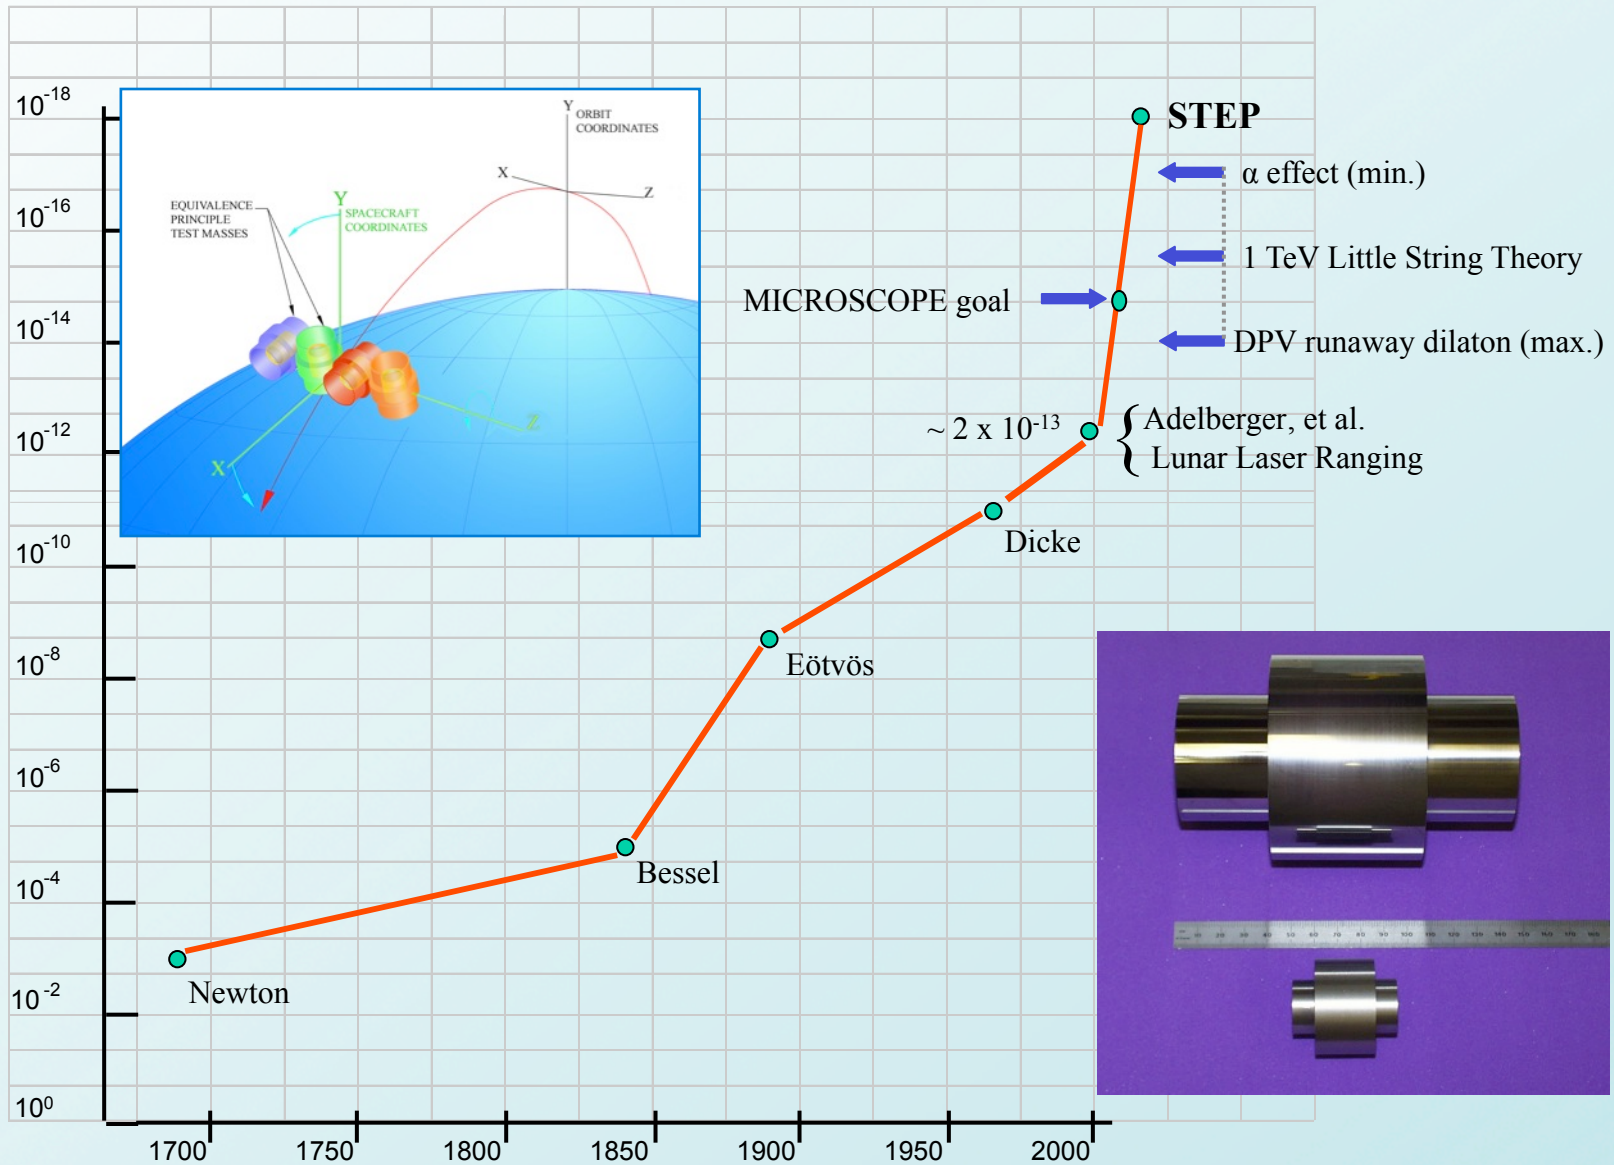 10-18
10-16
10-14
10-12
10-10
10-8
10-6
10-4
10-2
100
1700
1750
1800
1850
1900
1950
2000
Y ORBIT
COORDINATES
X
Z
EQUIVALENCE
PRINCIPLE
TEST MASSES
Y
SPACECRAFT
COORDINATES
X
Z
STEP
α effect (min.)
1 TeV Little String Theory
MICROSCOPE goal
DPV runaway dilaton (max.)
~ 2 x 10-13
{ Adelberger, et al.
Lunar Laser Ranging
Dicke
Eötvös
Bessel
Newton